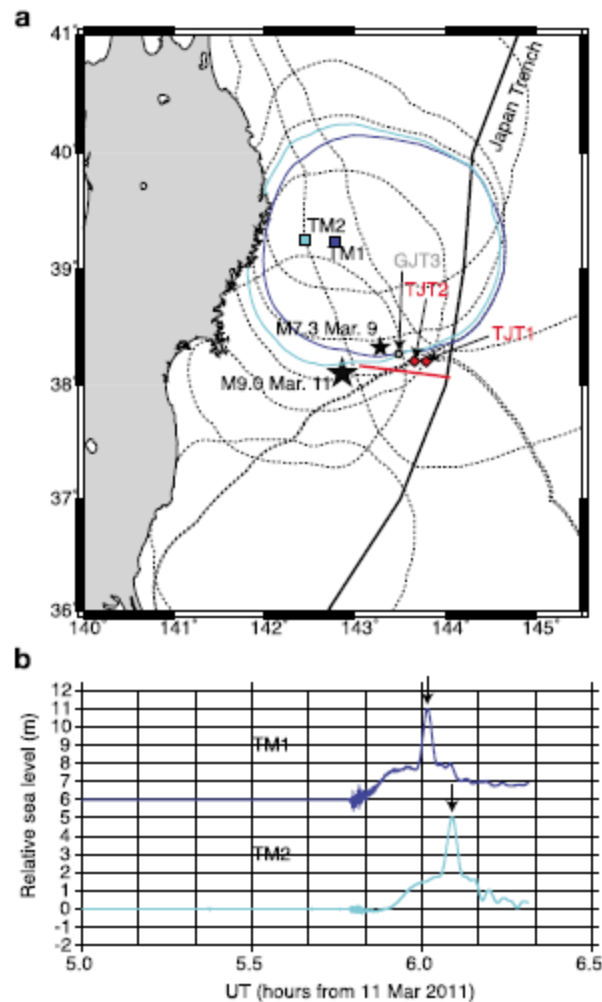 a
41°
40°
39°
38°
37°
36°
140°
141°
142°
143°
144°
145°
Japan Trench
TM2
TM1
GJT3
TJT2
M7.3 Mar. 9
TJT1
M9.0 Mar. 11
b
12
11
10
9
8
7
6
5
4
3
2
1
0
-1
-2
TM1
TM2
Relative sea level (m)
5.0
5.5
6.0
6.5
UT (hours from 11 Mar 2011)